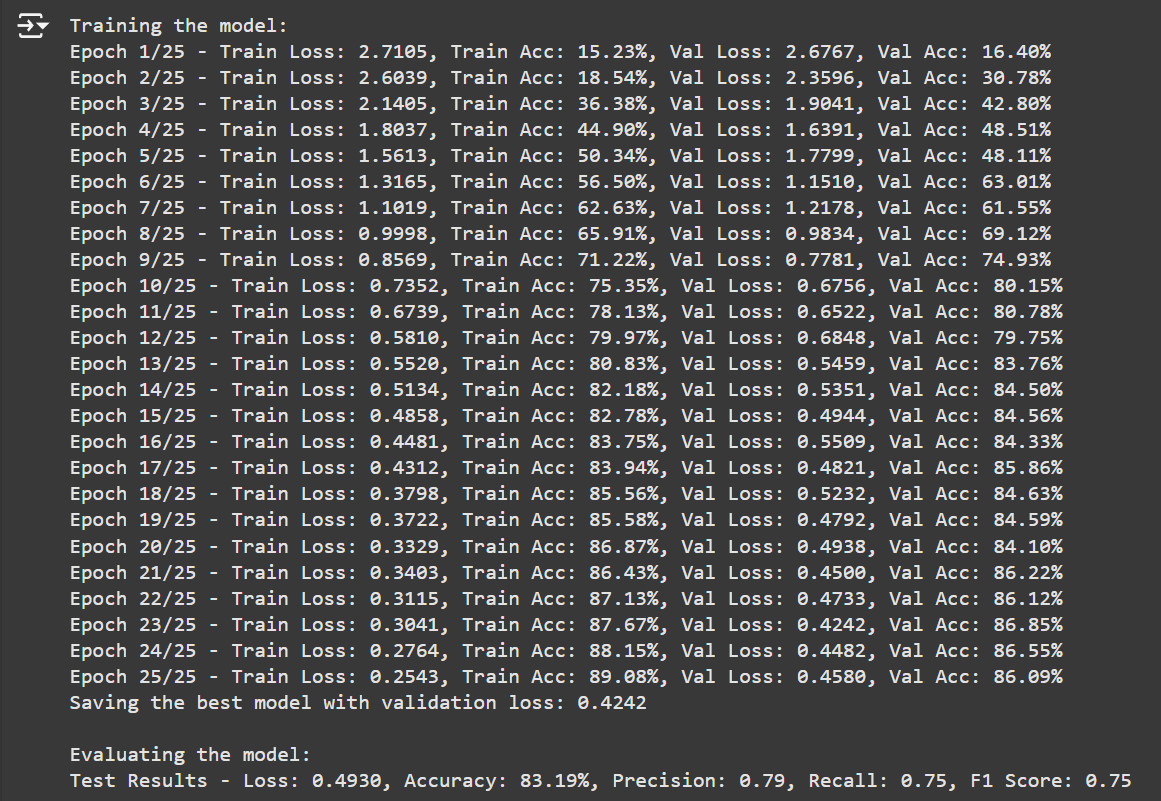 Training the model:
Epoch 1/25 - Train Loss: 2.7105, Train Acc: 15.23%, Val Loss: 2.6767, Val Acc: 16.40%
Epoch 2/25 - Train Loss: 2.6039, Train Acc: 18.54%, Val Loss: 2.3596, Val Acc: 30.78%
Epoch 3/25 - Train Loss: 2.1405, Train Acc: 36.38%, Val Loss: 1.9041, Val Acc: 42.80%
Epoch 4/25 - Train Loss: 1.8037, Train Acc: 44.90%, Val Loss: 1.6391, Val Acc: 48.51%
Epoch 5/25 - Train Loss: 1.5613, Train Acc: 50.34%, Val Loss: 1.7799, Val Acc: 48.11%
Epoch 6/25 - Train Loss: 1.3165, Train Acc: 56.50%, Val Loss: 1.1510, Val Acc: 63.01%
Epoch 7/25 - Train Loss: 1.1019, Train Acc: 62.63%, Val Loss: 1.2178, Val Acc: 61.55%
Epoch 8/25 - Train Loss: 0.9998, Train Acc: 65.91%, Val Loss: 0.9834, Val Acc: 69.12%
Epoch 9/25 - Train Loss: 0.8569, Train Acc: 71.22%, Val Loss: 0.7781, Val Acc: 74.93%
Epoch 10/25 - Train Loss: 0.7352, Train Acc: 75.35%, Val Loss: 0.6756, Val Acc: 80.15%
Epoch 11/25 - Train Loss: 0.6739, Train Acc: 78.13%, Val Loss: 0.6522, Val Acc: 80.78%
Epoch 12/25 - Train Loss: 0.5810, Train Acc: 79.97%, Val Loss: 0.6848, Val Acc: 79.75%
Epoch 13/25 - Train Loss: 0.5520, Train Acc: 80.83%, Val Loss: 0.5459, Val Acc: 83.76%
Epoch 14/25 - Train Loss: 0.5134, Train Acc: 82.18%, Val Loss: 0.5351, Val Acc: 84.50%
Epoch 15/25 - Train Loss: 0.4858, Train Acc: 82.78%, Val Loss: 0.4944, Val Acc: 84.56%
Epoch 16/25 - Train Loss: 0.4481, Train Acc: 83.75%, Val Loss: 0.5509, Val Acc: 84.33%
Epoch 17/25 - Train Loss: 0.4312, Train Acc: 83.94%, Val Loss: 0.4821, Val Acc: 85.86%
Epoch 18/25 - Train Loss: 0.3798, Train Acc: 85.56%, Val Loss: 0.5232, Val Acc: 84.63%
Epoch 19/25 - Train Loss: 0.3722, Train Acc: 85.58%, Val Loss: 0.4792, Val Acc: 84.59%
Epoch 20/25 - Train Loss: 0.3329, Train Acc: 86.87%, Val Loss: 0.4938, Val Acc: 84.10%
Epoch 21/25 - Train Loss: 0.3403, Train Acc: 86.43%, Val Loss: 0.4500, Val Acc: 86.22%
Epoch 22/25 - Train Loss: 0.3115, Train Acc: 87.13%, Val Loss: 0.4733, Val Acc: 86.12%
Epoch 23/25 - Train Loss: 0.3041, Train Acc: 87.67%, Val Loss: 0.4242, Val Acc: 86.85%
Epoch 24/25 - Train Loss: 0.2764, Train Acc: 88.15%, Val Loss: 0.4482, Val Acc: 86.55%
Epoch 25/25 - Train Loss: 0.2543, Train Acc: 89.08%, Val Loss: 0.4580, Val Acc: 86.09%
Saving the best model with validation loss: 0.4242
Evaluating the model:
Test Results - Loss: 0.4930, Accuracy: 83.19%, Precision: 0.79, Recall: 0.75, F1 Score: 0.75